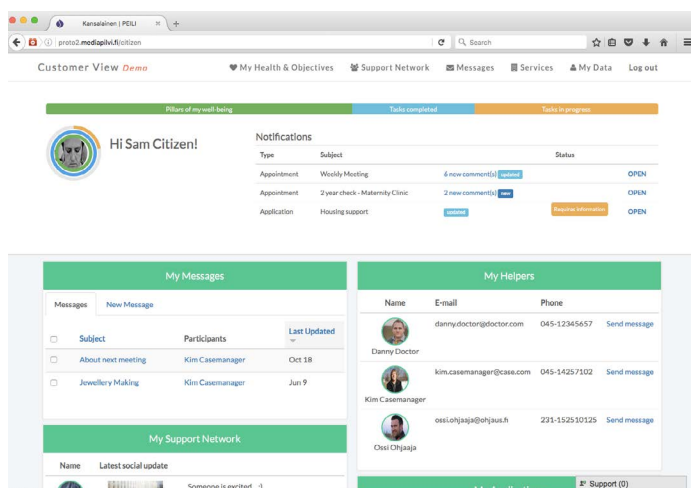 Kansalainen | PEILI
proto2.mediapilvi.fi/citizen
Search
Customer View Demo
My Health & Objectives
Support Network
Messages
Services
My Data
Log out
Pillars of my well-being
Tasks completed
Tasks in progress
Hi Sam Citizen!
Notifications
Type Subject Status
Appointment Weekly Meeting 6 new comment(s) updated OPEN
Appointment 2 year check - Maternity Clinic 2 new comment(s) new OPEN
Application Housing support updated Requires information OPEN
My Messages
Messages New Message
Subject Participants Last Updated
About next meeting Kim Casemanager Oct 18
Jewellery Making Kim Casemanager Jun 9
My Helpers
Name E-mail Phone
danny.doctor@doctor.com 045-12345657 Send message
Danny Doctor
kim.casemanager@case.com 045-14257102 Send message
Kim Casemanager
ossi.ohjaaja@ohjaus.fi 231-152510125 Send message
Ossi Ohjaaja
My Support Network
Name Latest social update
Someone is excited :)
Support (0)